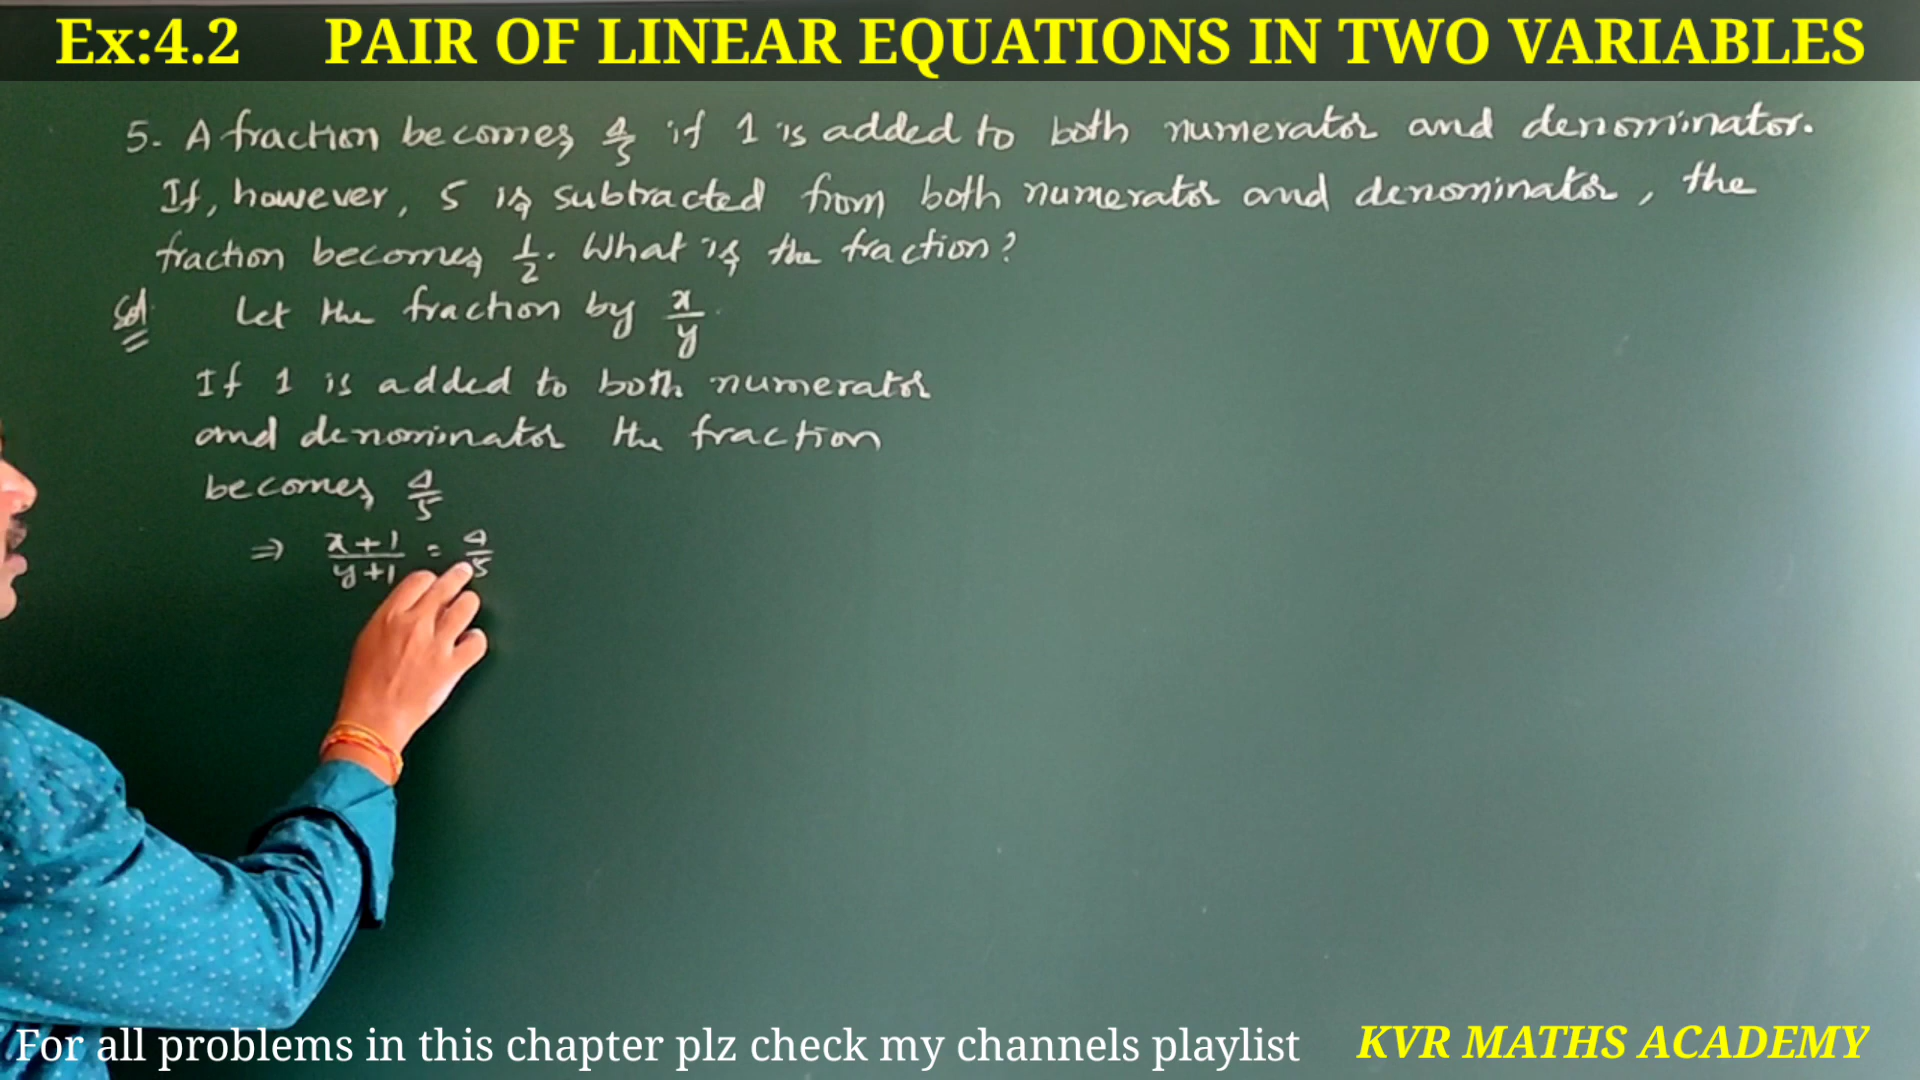 Ex:4.2 PAIR OF LINEAR EQUATIONS IN TWO VARIABLES
5. A fraction becomes 4/5 if 1 is added to both numerator and denominator.
If, however, 5 is subtracted from both numerator and denominator, the
fraction becomes 1/2. What is the fraction?
Sol Let the fraction by x/y.
If 1 is added to both numerator
and denominator the fraction
becomes 4/5
⇒ x+1/y+1 = 4/5
For all problems in this chapter plz check my channels playlist
KVR MATHS ACADEMY